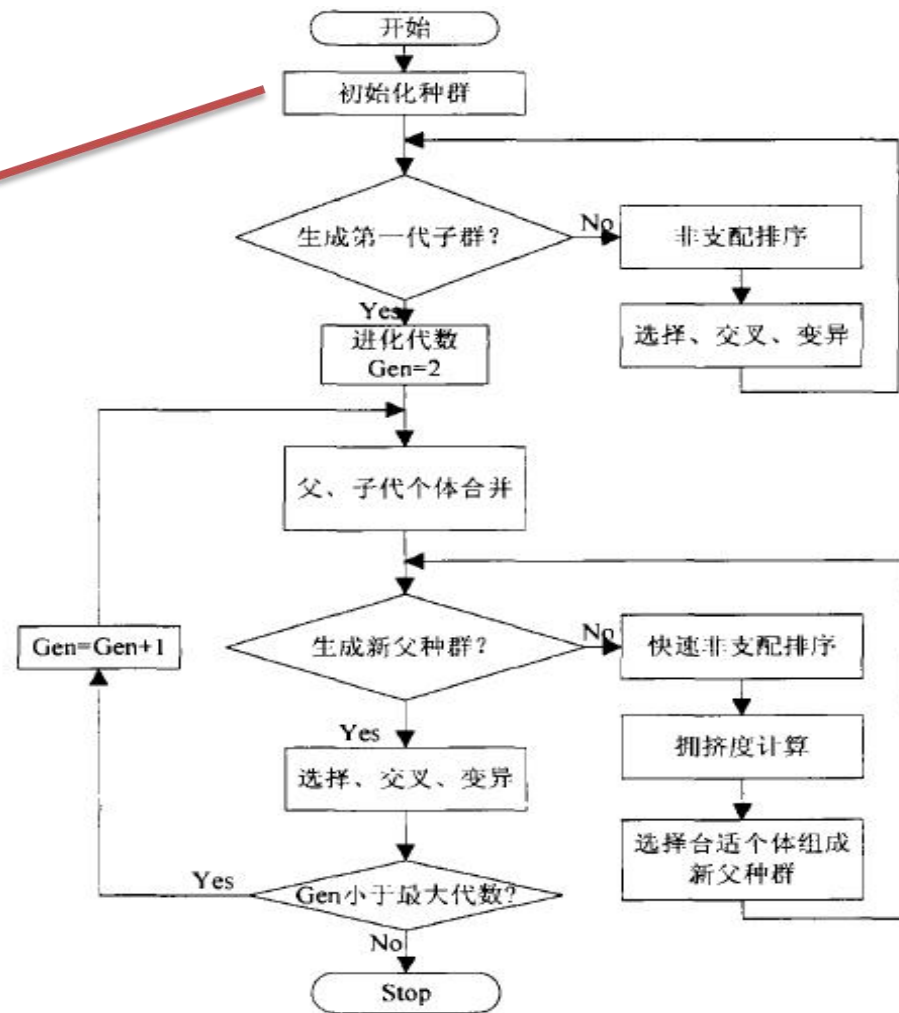 开始
初始化种群
生成第一代子群？
No
非支配排序
选择、交叉、变异
Yes
进化代数
Gen=2
父、子代个体合并
生成新父种群？
No
快速非支配排序
拥挤度计算
选择台适个体组成
新父种群
Yes
选择、交叉、变异
Gen=Gen+1
Gen小于最大代数？
Yes
No
Stop